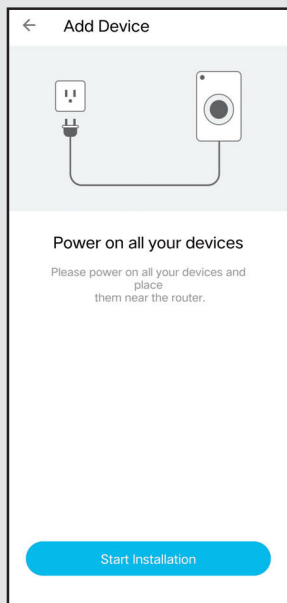 Add Device
Power on all your devices
Please power on all your devices and
place
them near the router.
Start Installation